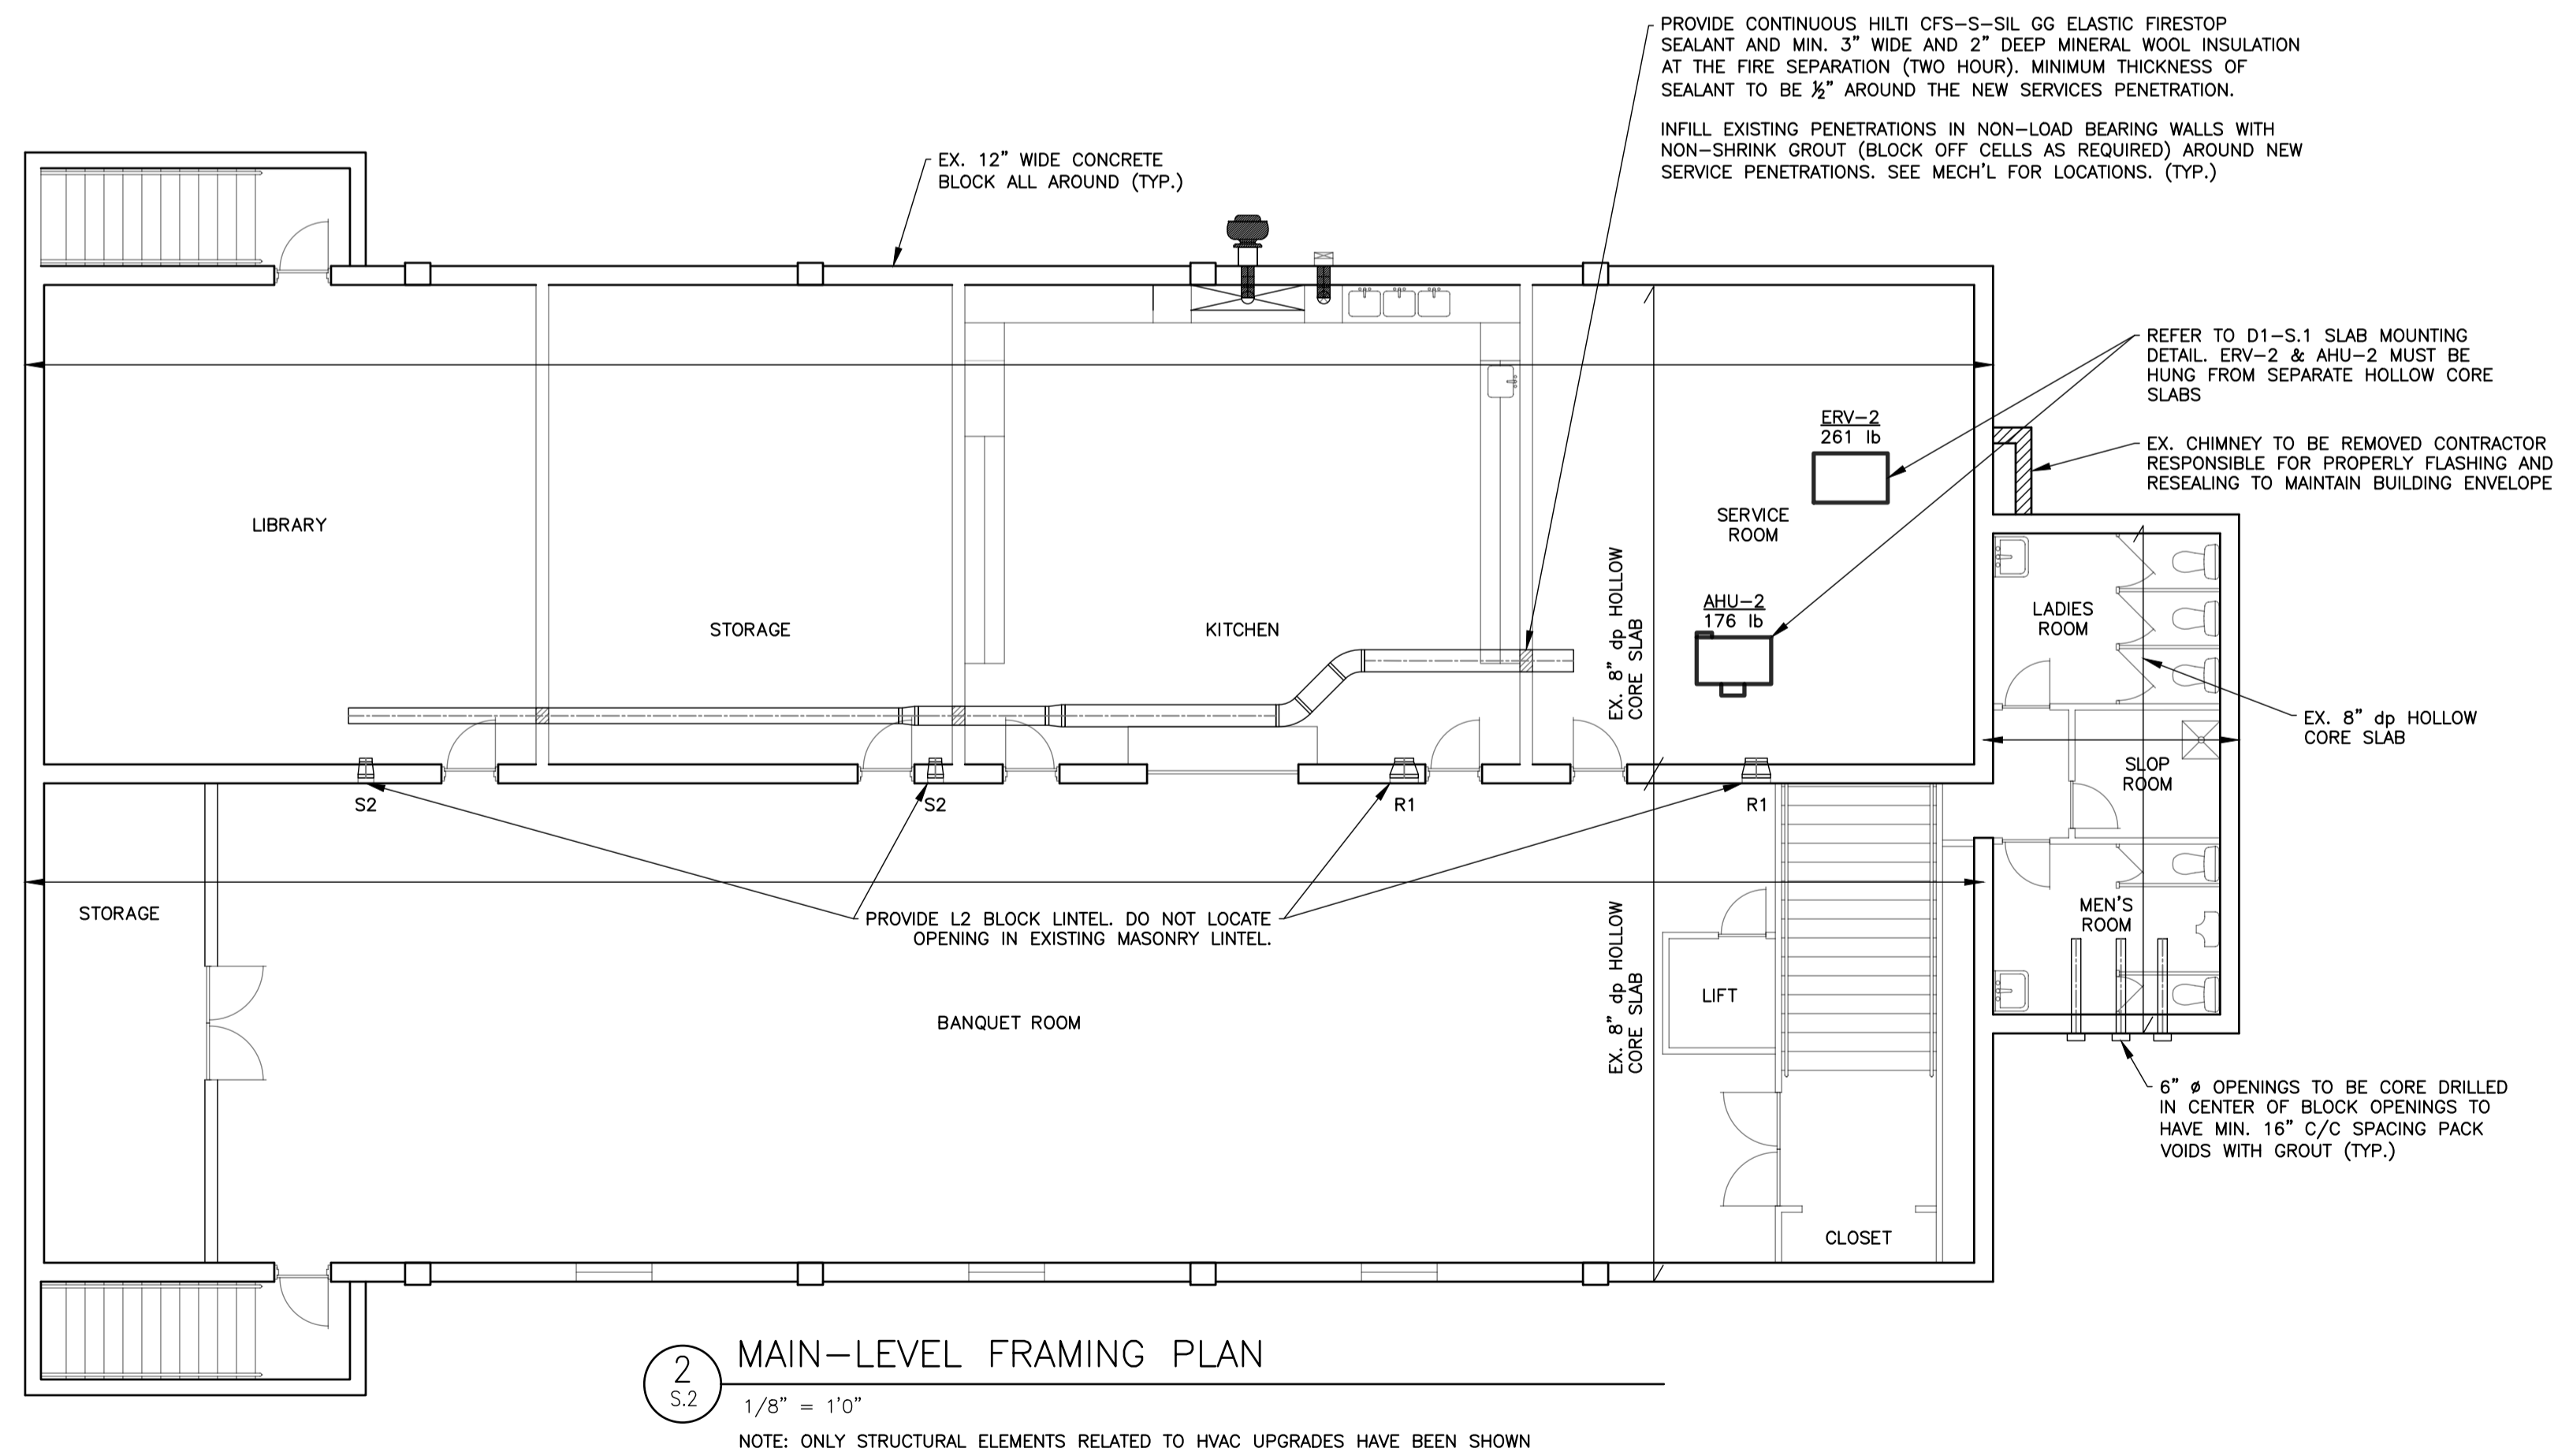 PROVIDE CONTINUOUS HILTI CFS-S-SIL GG ELASTIC FIRESTOP
SEALANT AND MIN. 3" WIDE AND 2" DEEP MINERAL WOOL INSULATION
AT THE FIRE SEPARATION (TWO HOUR). MINIMUM THICKNESS OF
SEALANT TO BE ½" AROUND THE NEW SERVICES PENETRATION.
INFILL EXISTING PENETRATIONS IN NON-LOAD BEARING WALLS WITH
NON-SHRINK GROUT (BLOCK OFF CELLS AS REQUIRED) AROUND NEW
SERVICE PENETRATIONS. SEE MECH'L FOR LOCATIONS. (TYP.)
EX. 12" WIDE CONCRETE
BLOCK ALL AROUND (TYP.)
REFER TO D1-S.1 SLAB MOUNTING
DETAIL. ERV-2 & AHU-2 MUST BE
HUNG FROM SEPARATE HOLLOW CORE
SLABS
ERV-2
261 lb
EX. CHIMNEY TO BE REMOVED CONTRACTOR
RESPONSIBLE FOR PROPERLY FLASHING AND
RESEALING TO MAINTAIN BUILDING ENVELOPE
LIBRARY
SERVICE
ROOM
STORAGE
KITCHEN
EX. 8" dp HOLLOW
CORE SLAB
AHU-2
176 lb
LADIES
ROOM
EX. 8" dp HOLLOW
CORE SLAB
SLOP
ROOM
S2
S2
R1
R1
STORAGE
PROVIDE L2 BLOCK LINTEL. DO NOT LOCATE
OPENING IN EXISTING MASONRY LINTEL.
EX. 8" dp HOLLOW
CORE SLAB
MEN'S
ROOM
LIFT
BANQUET ROOM
6" ø OPENINGS TO BE CORE DRILLED
IN CENTER OF BLOCK OPENINGS TO
HAVE MIN. 16" C/C SPACING PACK
VOIDS WITH GROUT (TYP.)
CLOSET
2
S.2
MAIN-LEVEL FRAMING PLAN
1/8" = 1'0"
NOTE: ONLY STRUCTURAL ELEMENTS RELATED TO HVAC UPGRADES HAVE BEEN SHOWN